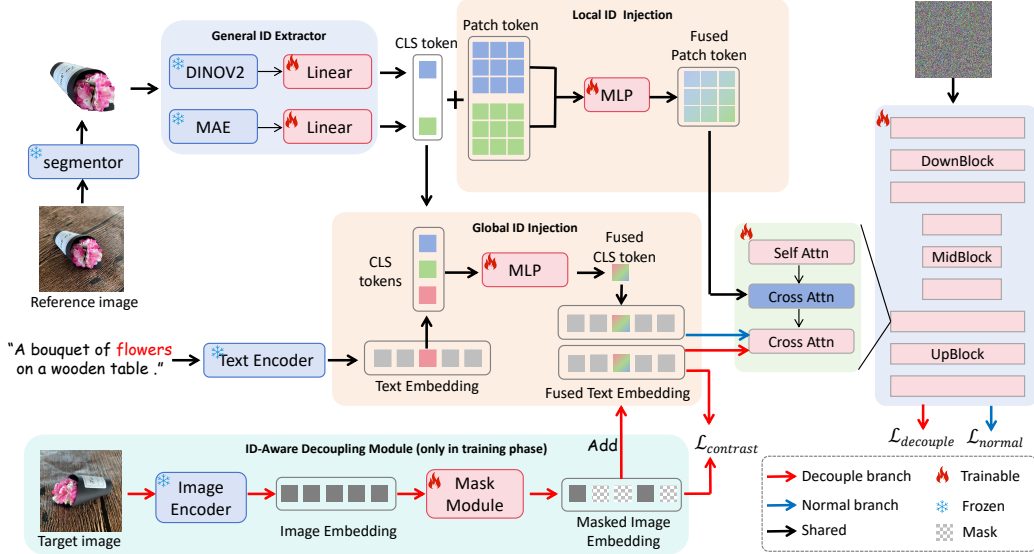 General ID Extractor
DINOV2
Linear
MAE
Linear
CLS token
Local ID Injection
Patch token
MLP
Fused
Patch token
segmentor
Reference image
Global ID Injection
CLS
tokens
MLP
Fused
CLS token
"A bouquet of flowers
on a wooden table ."
Text Encoder
Text Embedding
Fused Text Embedding
Self Attn
Cross Attn
Cross Attn
DownBlock
MidBlock
UpBlock
ℒdecouple
ℒnormal
ID-Aware Decoupling Module (only in training phase)
Target image
Image
Encoder
Image Embedding
Mask
Module
Add
Masked Image
Embedding
ℒcontrast
Decouple branch
Normal branch
Shared
Trainable
Frozen
Mask